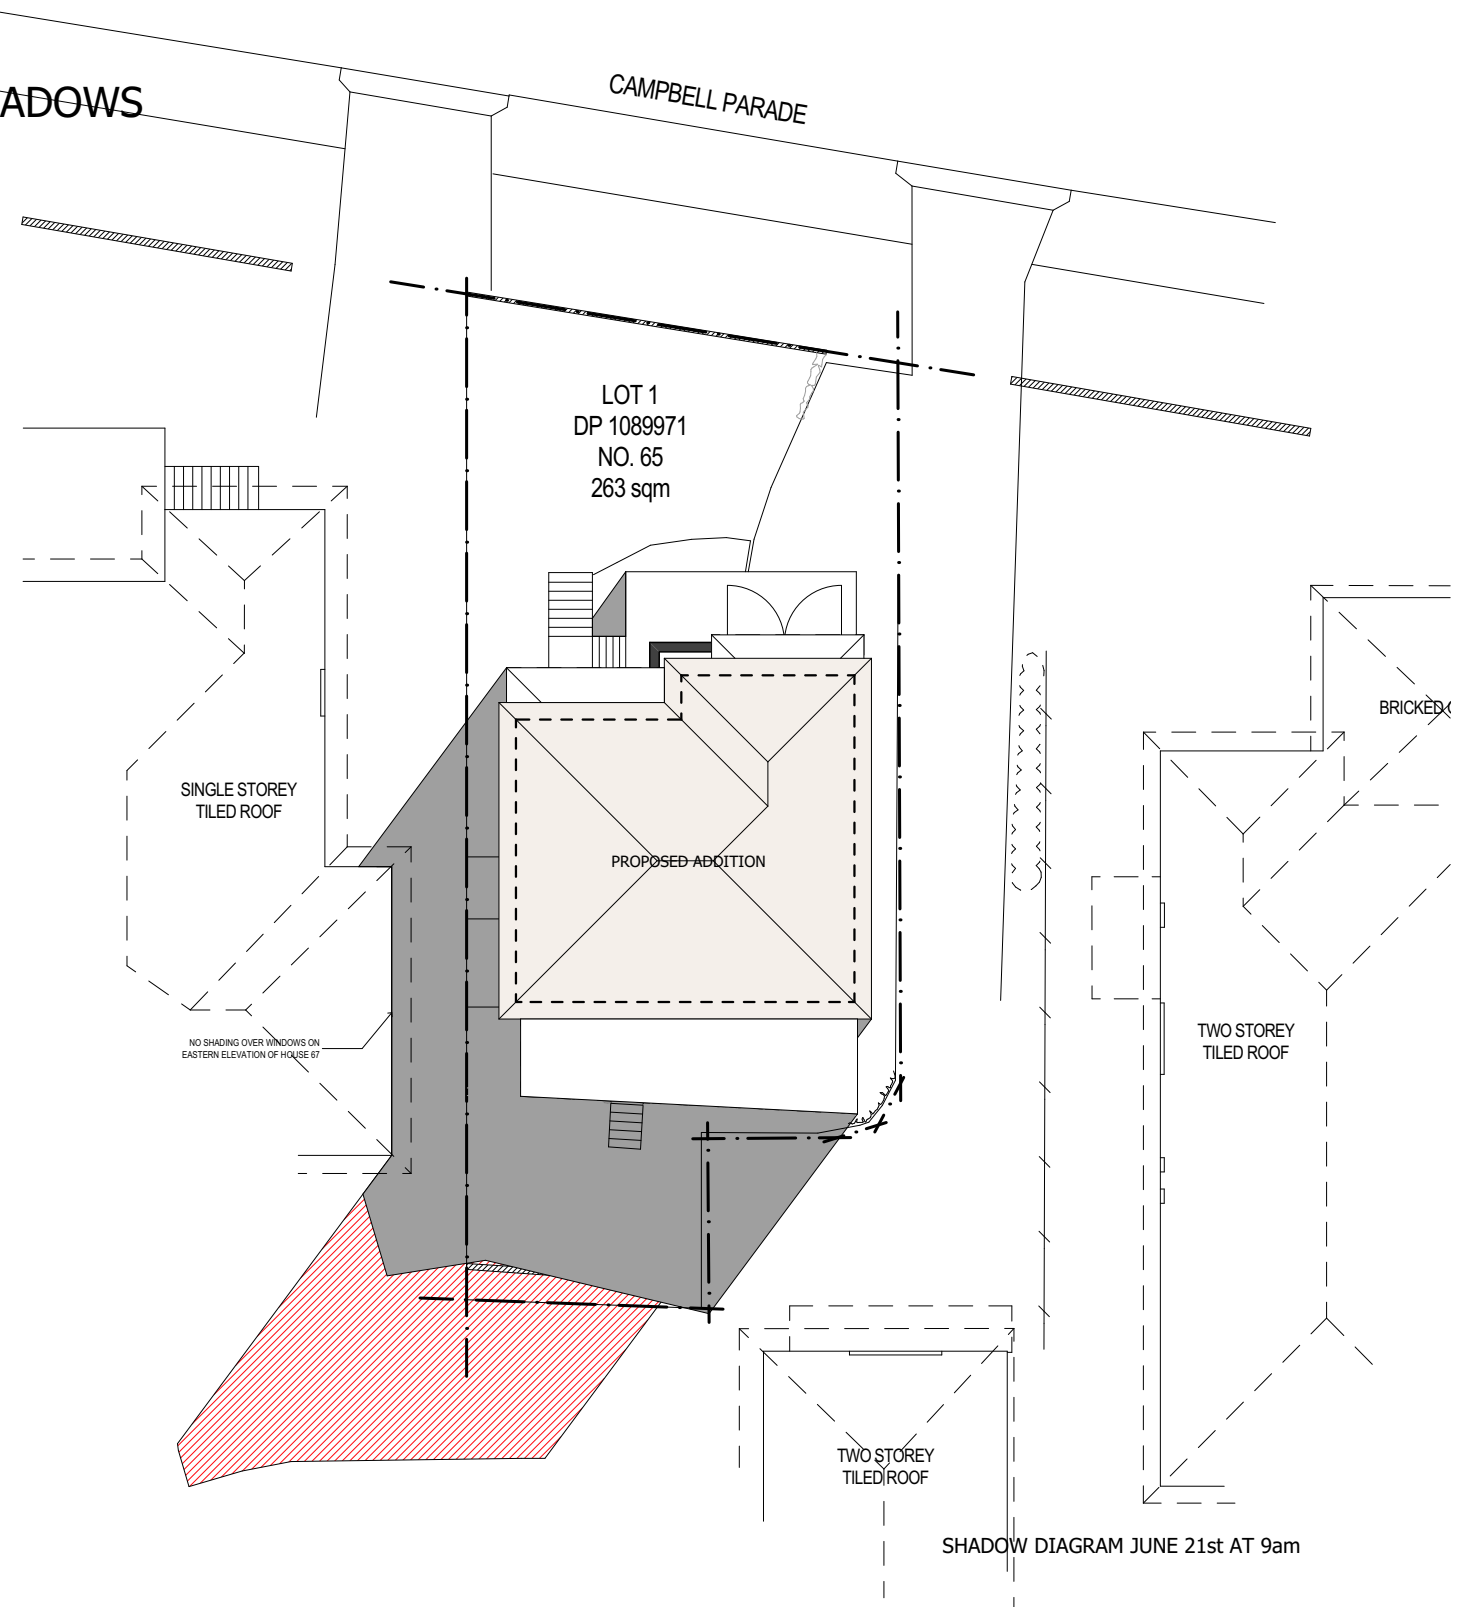 ADOWS
CAMPBELL PARADE
LOT 1
DP 1089971
NO. 65
263 sqm
BRICKED
SINGLE STOREY
TILED ROOF
PROPOSED ADDITION
NO SHADING OVER WINDOWS ON
EASTERN ELEVATION OF HOUSE 67
TWO STOREY
TILED ROOF
TWO STOREY
TILED ROOF
SHADOW DIAGRAM JUNE 21st AT 9am